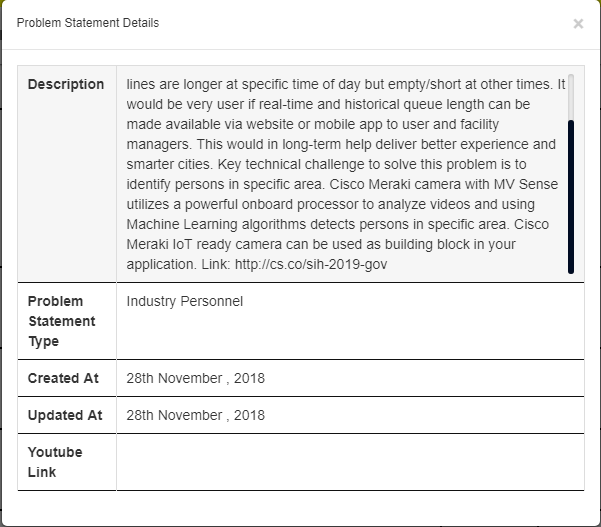 Problem Statement Details
×
Description
lines are longer at specific time of day but empty/short at other times. It
would be very user if real-time and historical queue length can be
made available via website or mobile app to user and facility
managers. This would in long-term help deliver better experience and
smarter cities. Key technical challenge to solve this problem is to
identify persons in specific area. Cisco Meraki camera with MV Sense
utilizes a powerful onboard processor to analyze videos and using
Machine Learning algorithms detects persons in specific area. Cisco
Meraki IoT ready camera can be used as building block in your
application. Link: http://cs.co/sih-2019-gov
Problem
Statement
Type
Industry Personnel
Created At
28th November , 2018
Updated At
28th November , 2018
Youtube
Link